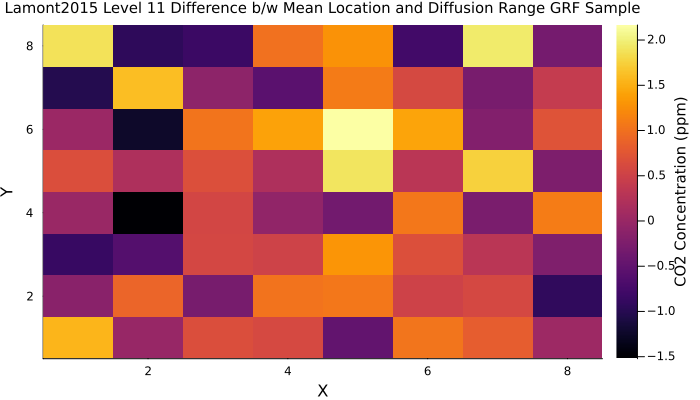 Lamont2015 Level 11 Difference b/w Mean Location and Diffusion Range GRF Sample
8
6
4
2
Y
2 4 6 8
X
2.0
1.5
1.0
0.5
0
−0.5
−1.0
−1.5
CO2 Concentration (ppm)